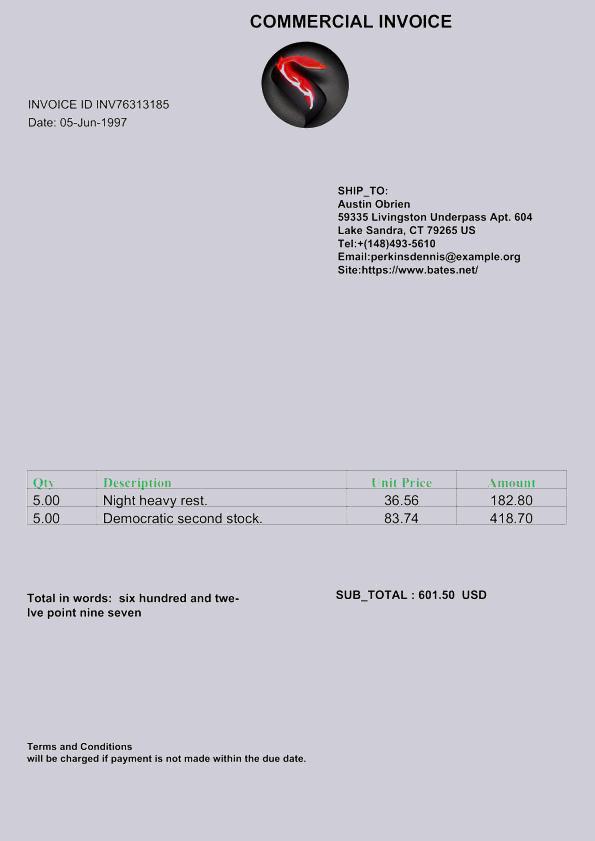 COMMERCIAL INVOICE
INVOICE ID INV76313185
Date: 05-Jun-1997
SHIP_TO:
Austin Obrien
59335 Livingston Underpass Apt. 604
Lake Sandra, CT 79265 US
Tel:+(148)493-5610
Email:perkinsdennis@example.org
Site:https://www.bates.net/
Qty Description Unit Price Amount
5.00 Night heavy rest. 36.56 182.80
5.00 Democratic second stock. 83.74 418.70
Total in words:  six hundred and twe-
lve point nine seven
SUB_TOTAL : 601.50  USD
Terms and Conditions
will be charged if payment is not made within the due date.